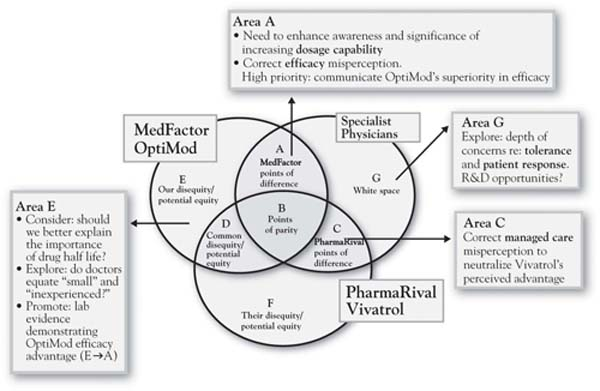 Area A
• Need to enhance awareness and significance of
increasing dosage capability
• Correct efficacy misperception.
High priority: communicate OptiMod's superiority in efficacy
MedFactor
OptiMod
Specialist
Physicians
Area G
Explore: depth of
concerns re: tolerance
and patient response.
R&D opportunities?
A
MedFactor
points of
difference
E
Our disequity/
potential equity
G
White space
Area E
• Consider: should
we better explain
the importance
of drug half life?
• Explore: do doctors
equate "small" and
"inexperienced?"
• Promote: lab
evidence
demonstrating
OptiMod efficacy
advantage (E→A)
B
Points
of parity
D
Common
disequity/
potential
equity
C
PharmaRival
points of
difference
Area C
Correct managed care
misperception to
neutralize Vivatrol's
perceived advantage
F
Their disequity/
potential equity
PharmaRival
Vivatrol